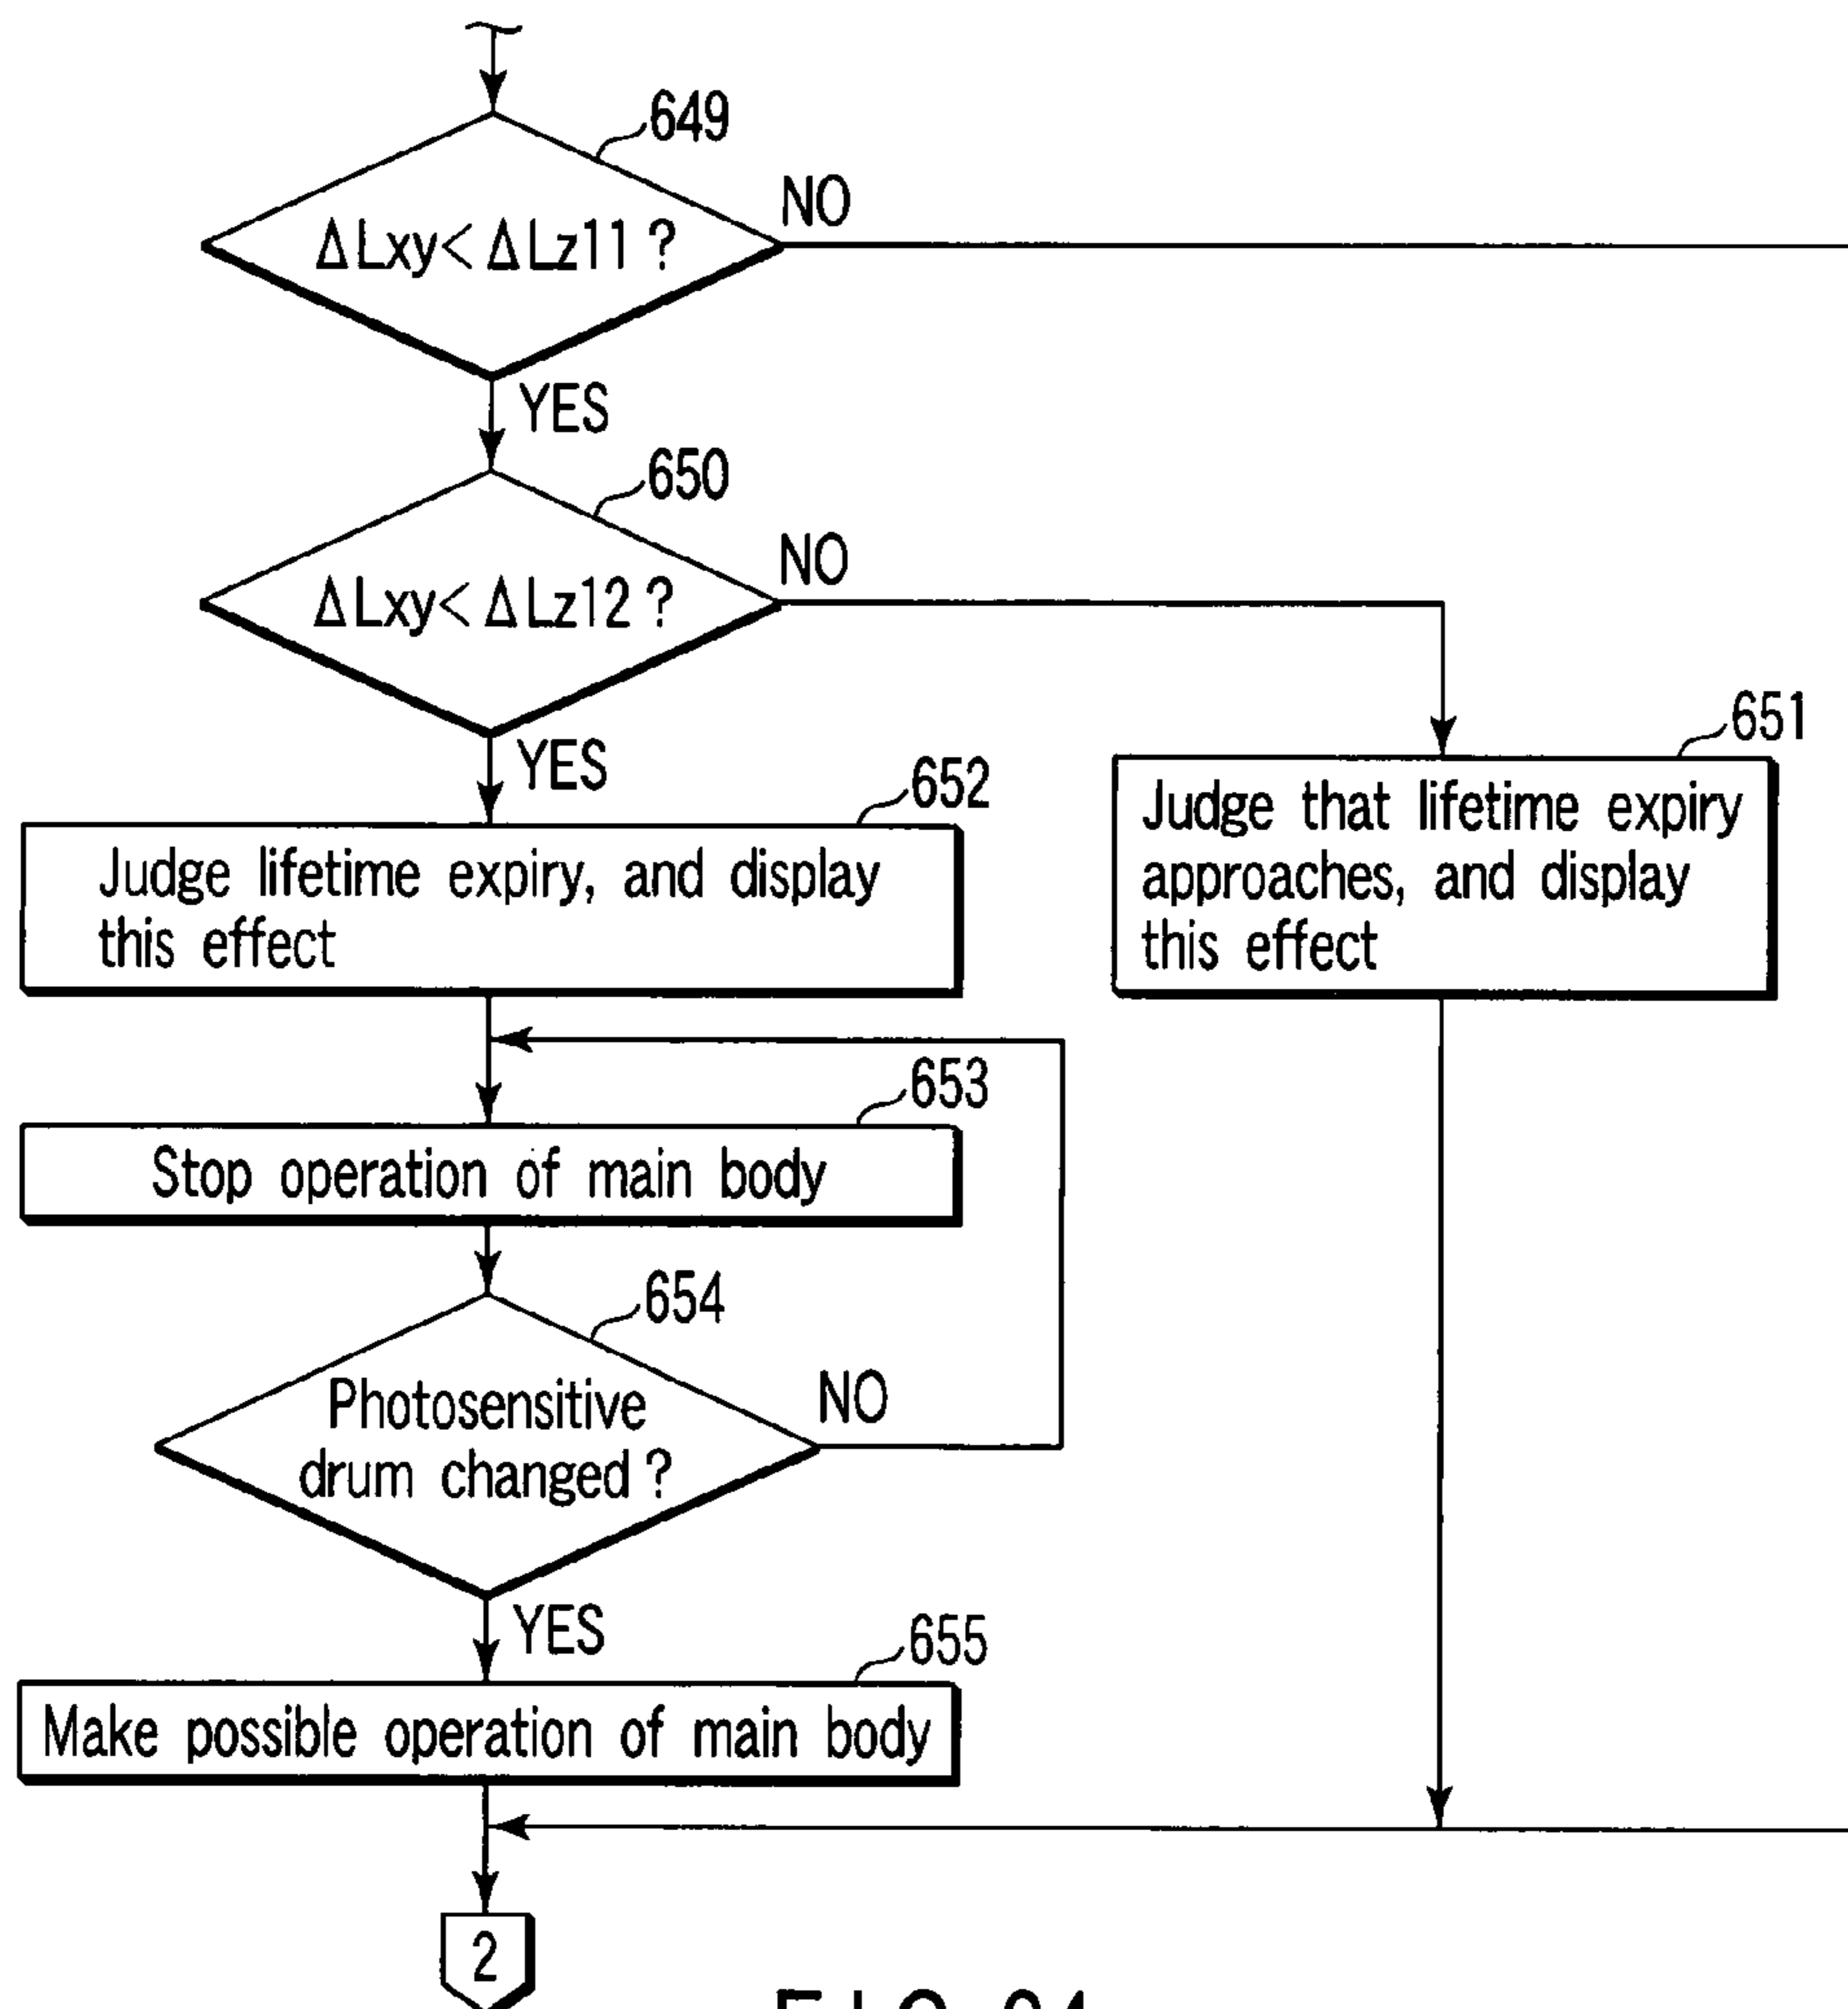 649
ΔLxy<ΔLz11?
NO
YES
650
ΔLxy<ΔLz12?
NO
YES
651
Judge that lifetime expiry
approaches, and display
this effect
652
Judge lifetime expiry, and display
this effect
653
Stop operation of main body
654
Photosensitive
drum changed?
NO
YES
655
Make possible operation of main body
2